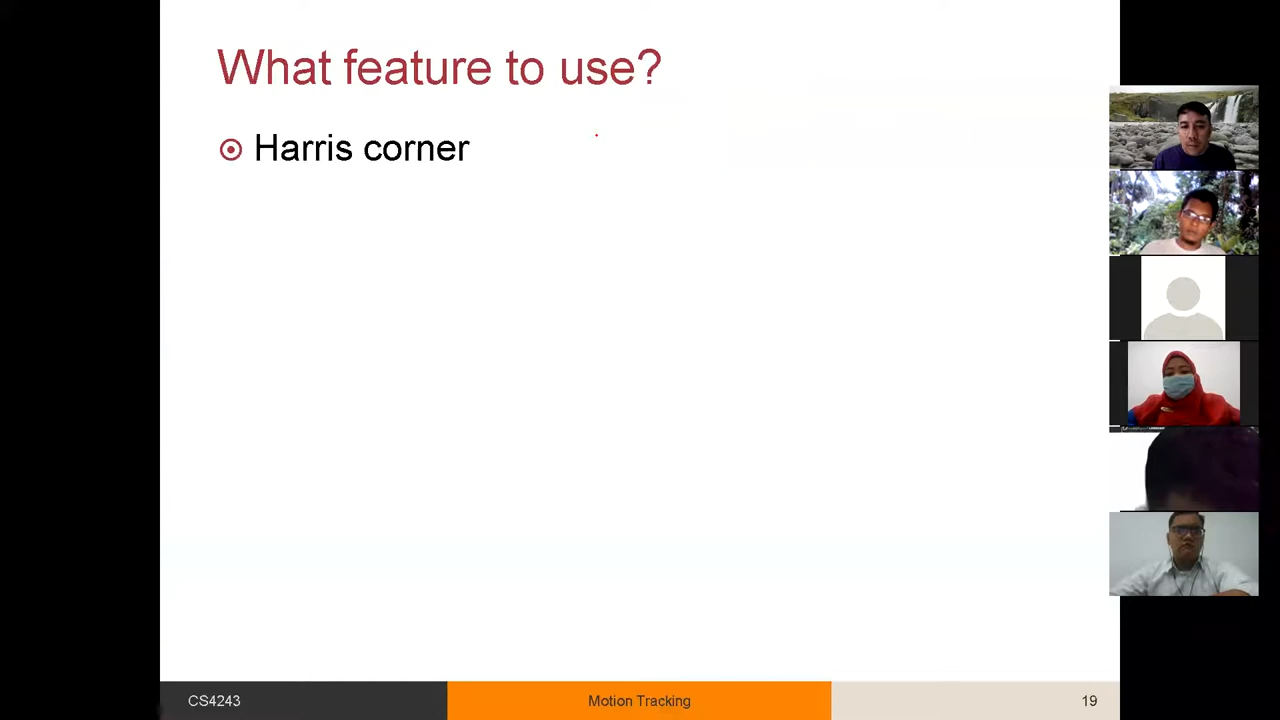 What feature to use?
Harris corner
CS4243
Motion Tracking
19